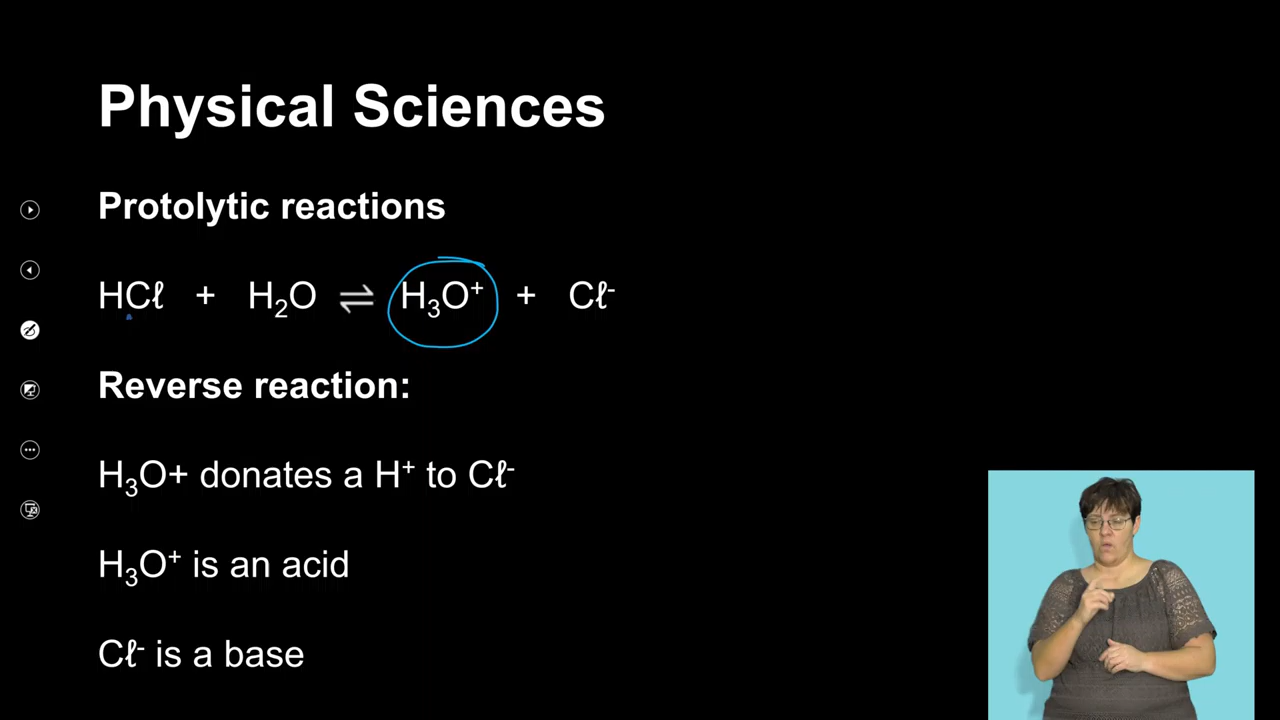 Physical Sciences
Protolytic reactions
HCℓ + H₂O ⇌ H₃O⁺ + Cℓ⁻
Reverse reaction:
H₃O+ donates a H⁺ to Cℓ⁻
H₃O⁺ is an acid
Cℓ⁻ is a base